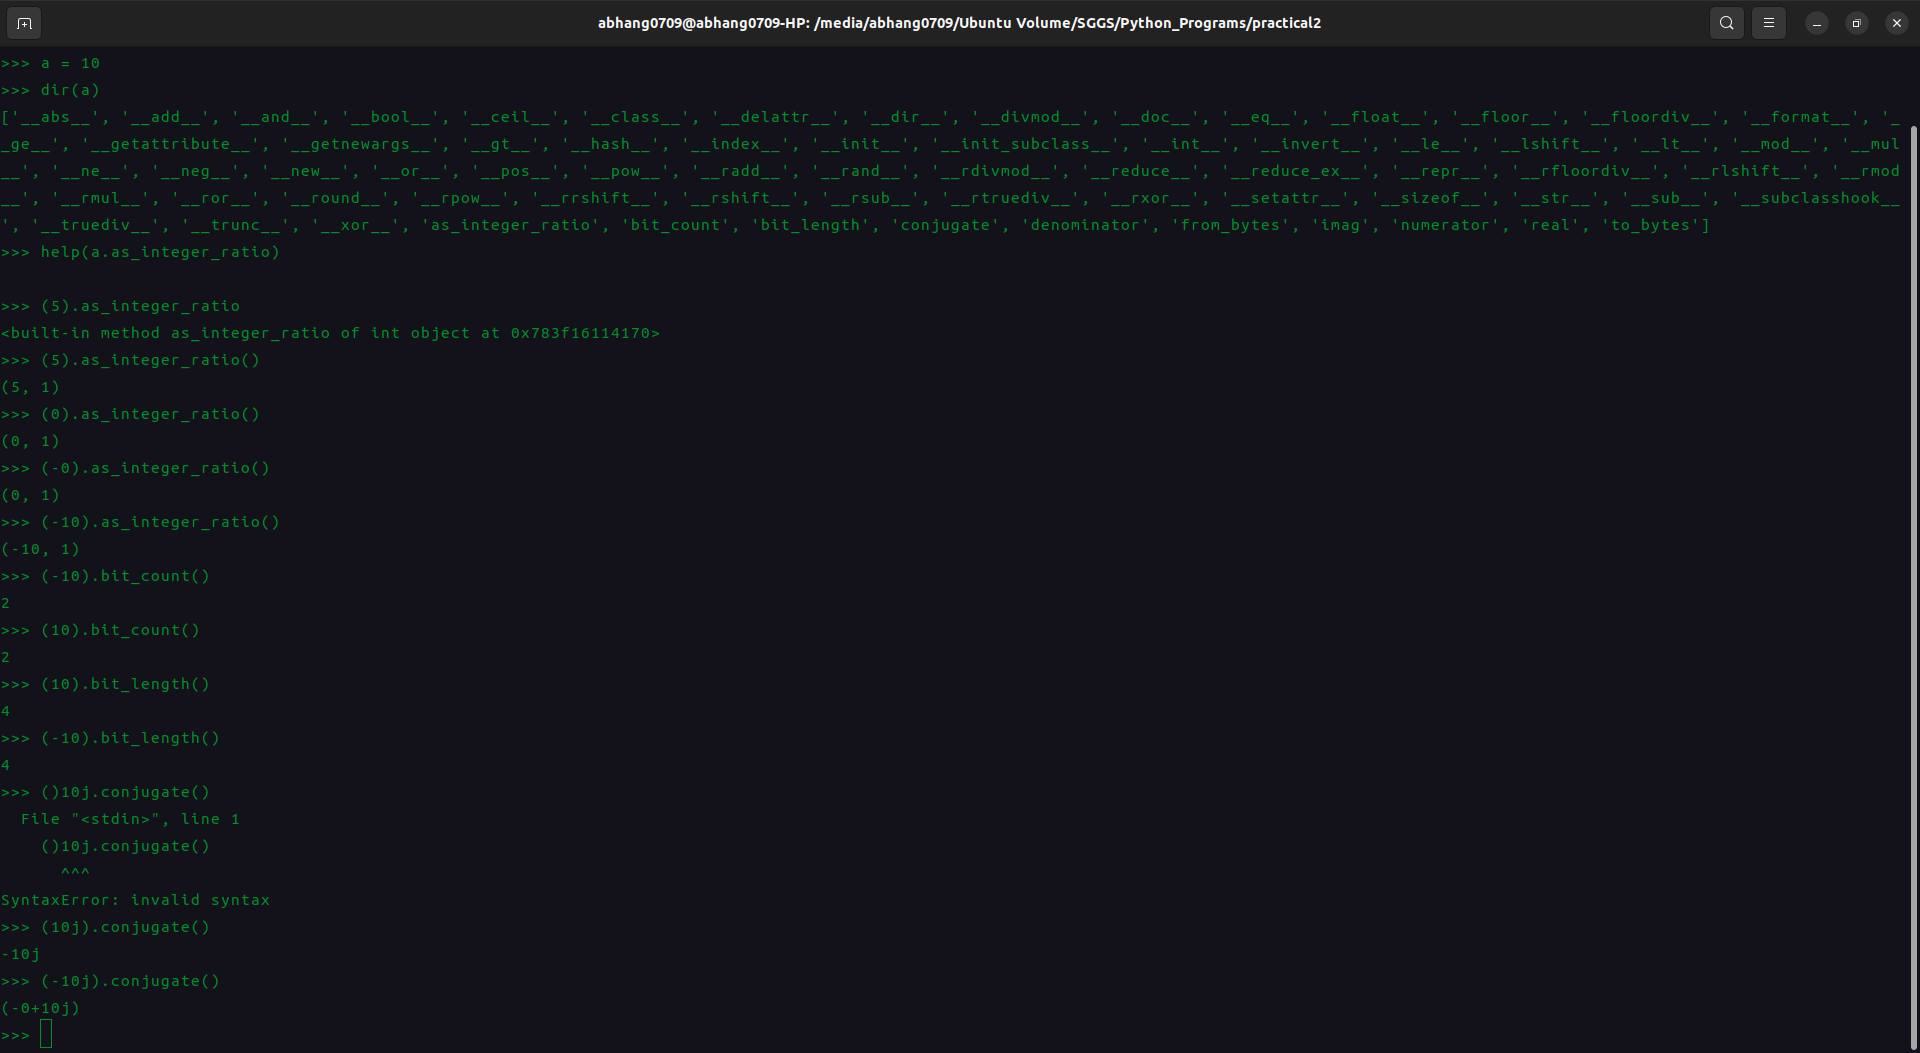 abhang0709@abhang0709-HP: /media/abhang0709/Ubuntu Volume/SGGS/Python_Programs/practical2
>>> a = 10
>>> dir(a)
['__abs__', '__add__', '__and__', '__bool__', '__ceil__', '__class__', '__delattr__', '__dir__', '__divmod__', '__doc__', '__eq__', '__float__', '__floor__', '__floordiv__', '__format__', '_
_ge__', '__getattribute__', '__getnewargs__', '__gt__', '__hash__', '__index__', '__init__', '__init_subclass__', '__int__', '__invert__', '__le__', '__lshift__', '__lt__', '__mod__', '__mul
__', '__ne__', '__neg__', '__new__', '__or__', '__pos__', '__pow__', '__radd__', '__rand__', '__rdivmod__', '__reduce__', '__reduce_ex__', '__repr__', '__rfloordiv__', '__rlshift__', '__rmod
__', '__rmul__', '__ror__', '__round__', '__rpow__', '__rrshift__', '__rshift__', '__rsub__', '__rtruediv__', '__rxor__', '__setattr__', '__sizeof__', '__str__', '__sub__', '__subclasshook__
', '__truediv__', '__trunc__', '__xor__', 'as_integer_ratio', 'bit_count', 'bit_length', 'conjugate', 'denominator', 'from_bytes', 'imag', 'numerator', 'real', 'to_bytes']
>>> help(a.as_integer_ratio)
>>> (5).as_integer_ratio
<built-in method as_integer_ratio of int object at 0x783f16114170>
>>> (5).as_integer_ratio()
(5, 1)
>>> (0).as_integer_ratio()
(0, 1)
>>> (-0).as_integer_ratio()
(0, 1)
>>> (-10).as_integer_ratio()
(-10, 1)
>>> (-10).bit_count()
2
>>> (10).bit_count()
2
>>> (10).bit_length()
4
>>> (-10).bit_length()
4
>>> ()10j.conjugate()
  File "<stdin>", line 1
    ()10j.conjugate()
      ^^^
SyntaxError: invalid syntax
>>> (10j).conjugate()
-10j
>>> (-10j).conjugate()
(-0+10j)
>>>